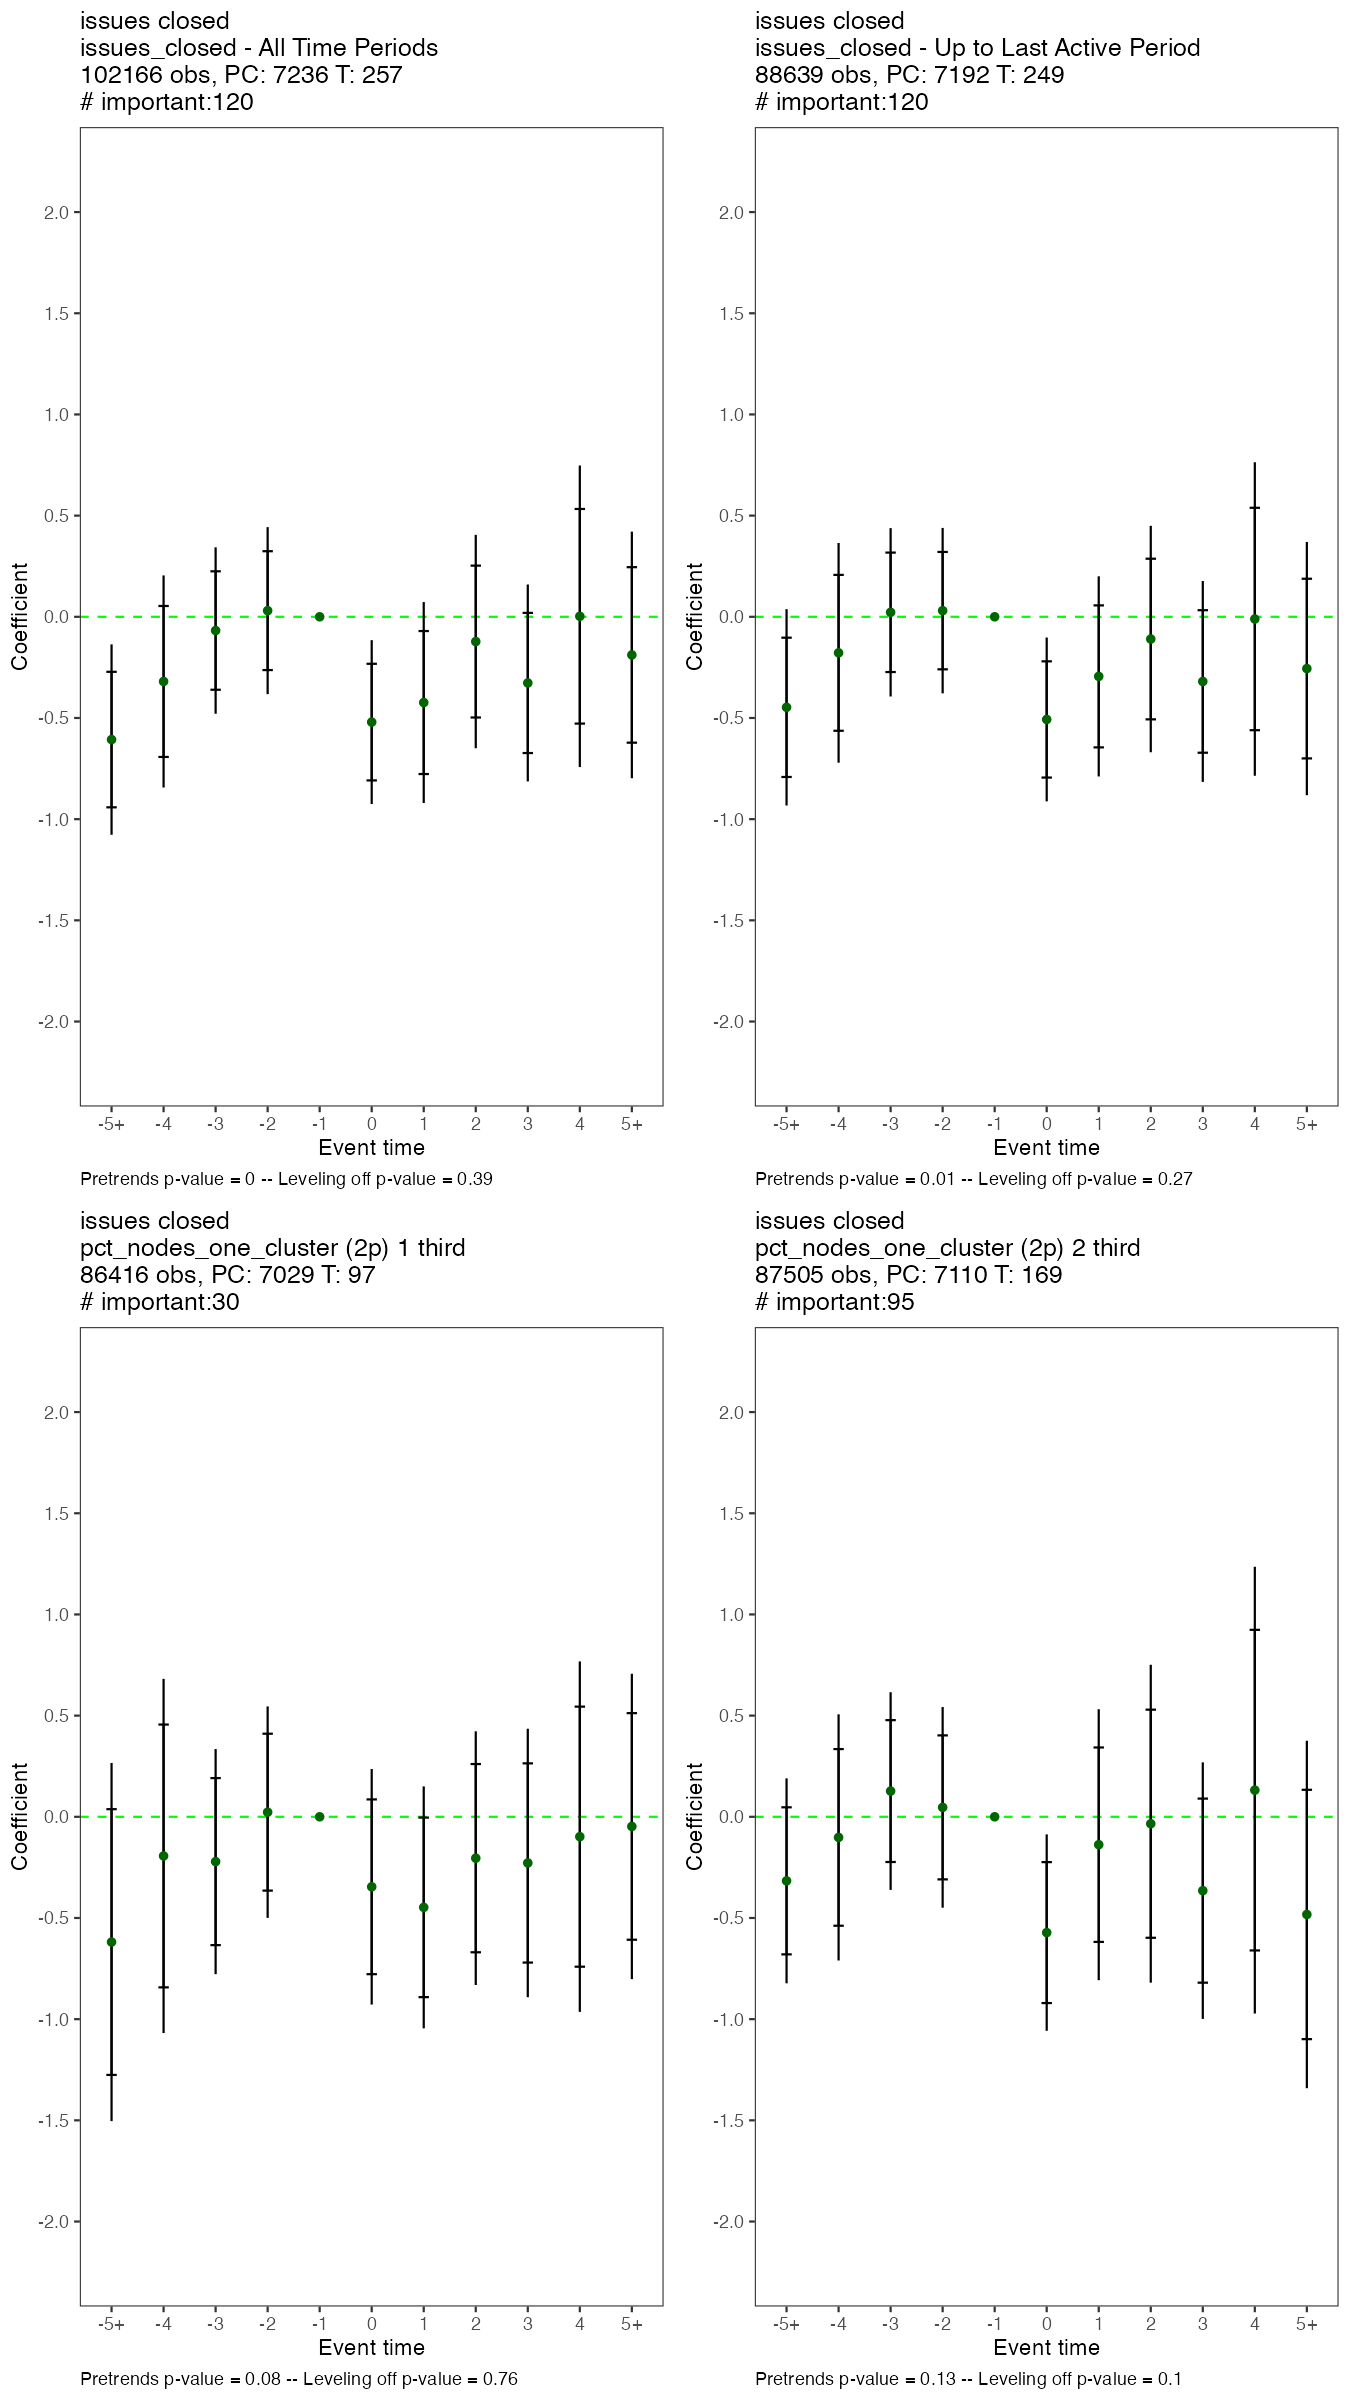 issues closed
issues_closed - All Time Periods
102166 obs, PC: 7236 T: 257
# important:120
2.0
1.5
1.0
0.5
0.0
-0.5
-1.0
-1.5
-2.0
Coefficient
-5+ -4 -3 -2 -1 0 1 2 3 4 5+
Event time
Pretrends p-value = 0 -- Leveling off p-value = 0.39
issues closed
issues_closed - Up to Last Active Period
88639 obs, PC: 7192 T: 249
# important:120
2.0
1.5
1.0
0.5
0.0
-0.5
-1.0
-1.5
-2.0
Coefficient
-5+ -4 -3 -2 -1 0 1 2 3 4 5+
Event time
Pretrends p-value = 0.01 -- Leveling off p-value = 0.27
issues closed
pct_nodes_one_cluster (2p) 1 third
86416 obs, PC: 7029 T: 97
# important:30
2.0
1.5
1.0
0.5
0.0
-0.5
-1.0
-1.5
-2.0
Coefficient
-5+ -4 -3 -2 -1 0 1 2 3 4 5+
Event time
Pretrends p-value = 0.08 -- Leveling off p-value = 0.76
issues closed
pct_nodes_one_cluster (2p) 2 third
87505 obs, PC: 7110 T: 169
# important:95
2.0
1.5
1.0
0.5
0.0
-0.5
-1.0
-1.5
-2.0
Coefficient
-5+ -4 -3 -2 -1 0 1 2 3 4 5+
Event time
Pretrends p-value = 0.13 -- Leveling off p-value = 0.1